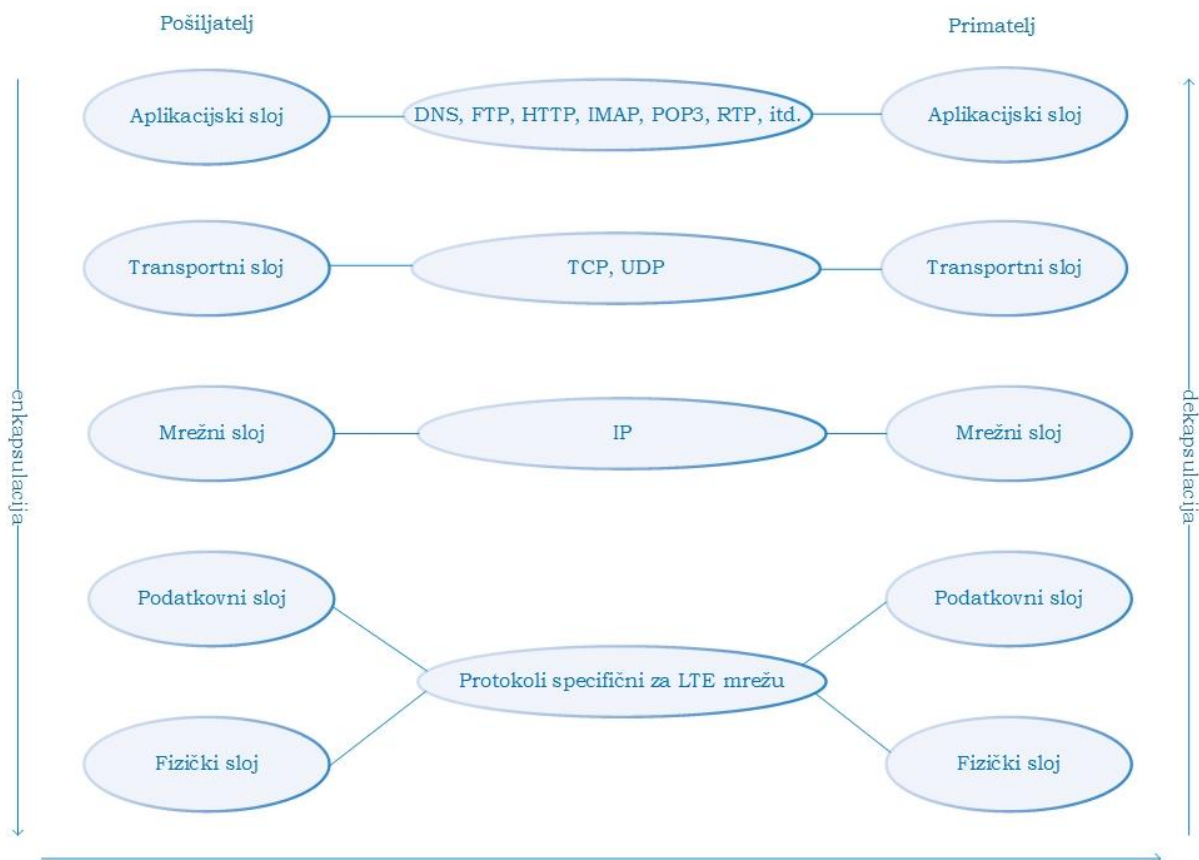 Pošiljatelj
Primatelj
Aplikacijski sloj
DNS, FTP, HTTP, IMAP, POP3, RTP, itd.
Aplikacijski sloj
Transportni sloj
TCP, UDP
Transportni sloj
enkapsulacija
Mrežni sloj
IP
Mrežni sloj
dekapsulacija
Podatkovni sloj
Podatkovni sloj
Protokoli specifični za LTE mrežu
Fizički sloj
Fizički sloj